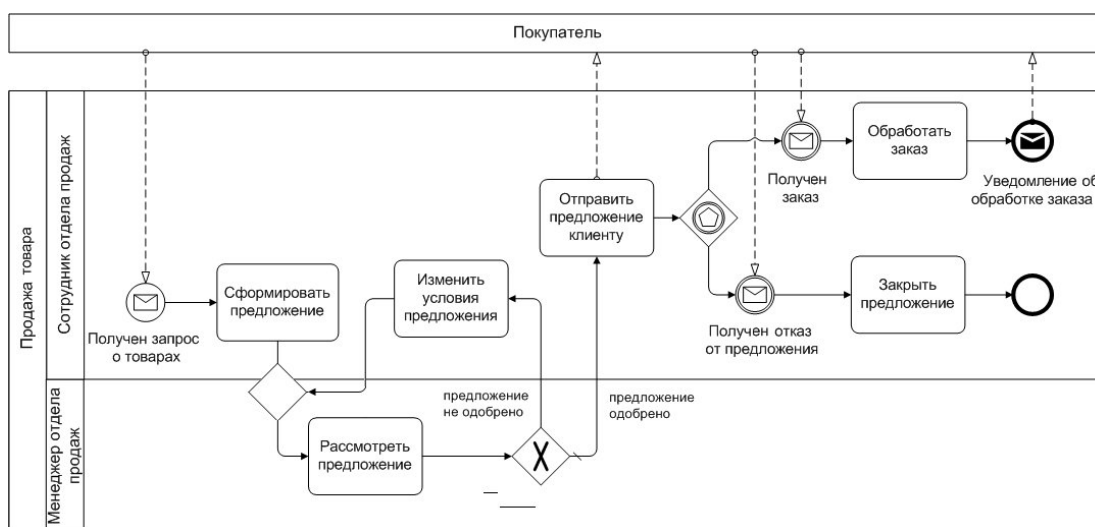 Покупатель
Продажа товара
Сотрудник отдела продаж
Менеджер отдела
продаж
Получен запрос
о товарах
Сформировать
предложение
Изменить
условия
предложения
Рассмотреть
предложение
предложение
не одобрено
предложение
одобрено
Отправить
предложение
клиенту
Получен
заказ
Обработать
заказ
Уведомление об
обработке заказа
Получен отказ
от предложения
Закрыть
предложение